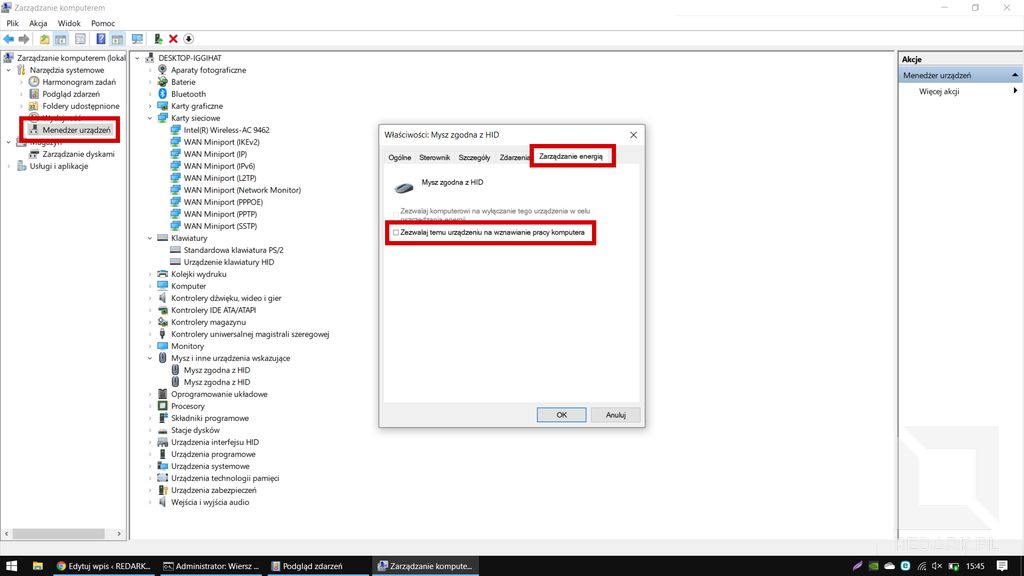 Zarządzanie komputerem
Plik Akcja Widok Pomoc
Zarządzanie komputerem (lokal
Narzędzia systemowe
Harmonogram zadań
Podgląd zdarzeń
Foldery udostępnione
Menedżer urządzeń
Magazyn
Zarządzanie dyskami
Usługi i aplikacje
DESKTOP-IGGIHAT
Aparaty fotograficzne
Baterie
Bluetooth
Karty graficzne
Karty sieciowe
Intel(R) Wireless-AC 9462
WAN Miniport (IKEv2)
WAN Miniport (IP)
WAN Miniport (IPv6)
WAN Miniport (L2TP)
WAN Miniport (Network Monitor)
WAN Miniport (PPPOE)
WAN Miniport (PPTP)
WAN Miniport (SSTP)
Klawiatury
Standardowa klawiatura PS/2
Urządzenie klawiatury HID
Kolejki wydruku
Komputer
Kontrolery dźwięku, wideo i gier
Kontrolery IDE ATA/ATAPI
Kontrolery magazynu
Kontrolery uniwersalnej magistrali szeregowej
Monitory
Mysz i inne urządzenia wskazujące
Mysz zgodna z HID
Mysz zgodna z HID
Oprogramowanie układowe
Procesory
Składniki programowe
Stacje dysków
Urządzenia interfejsu HID
Urządzenia programowe
Urządzenia systemowe
Urządzenia technologii pamięci
Urządzenia zabezpieczeń
Wejścia i wyjścia audio
Właściwości: Mysz zgodna z HID
Ogólne Sterownik Szczegóły Zdarzenia Zarządzanie energią
Mysz zgodna z HID
Zezwalaj komputerowi na wyłączanie tego urządzenia w celu
oszczędzania energii
Zezwalaj temu urządzeniu na wznawianie pracy komputera
OK Anuluj
Akcje
Menedżer urządzeń
Więcej akcji
REDARK.PL
Edytuj wpis ‹ REDARK... Administrator: Wiersz ... Podgląd zdarzeń Zarządzanie kompute... 15:45